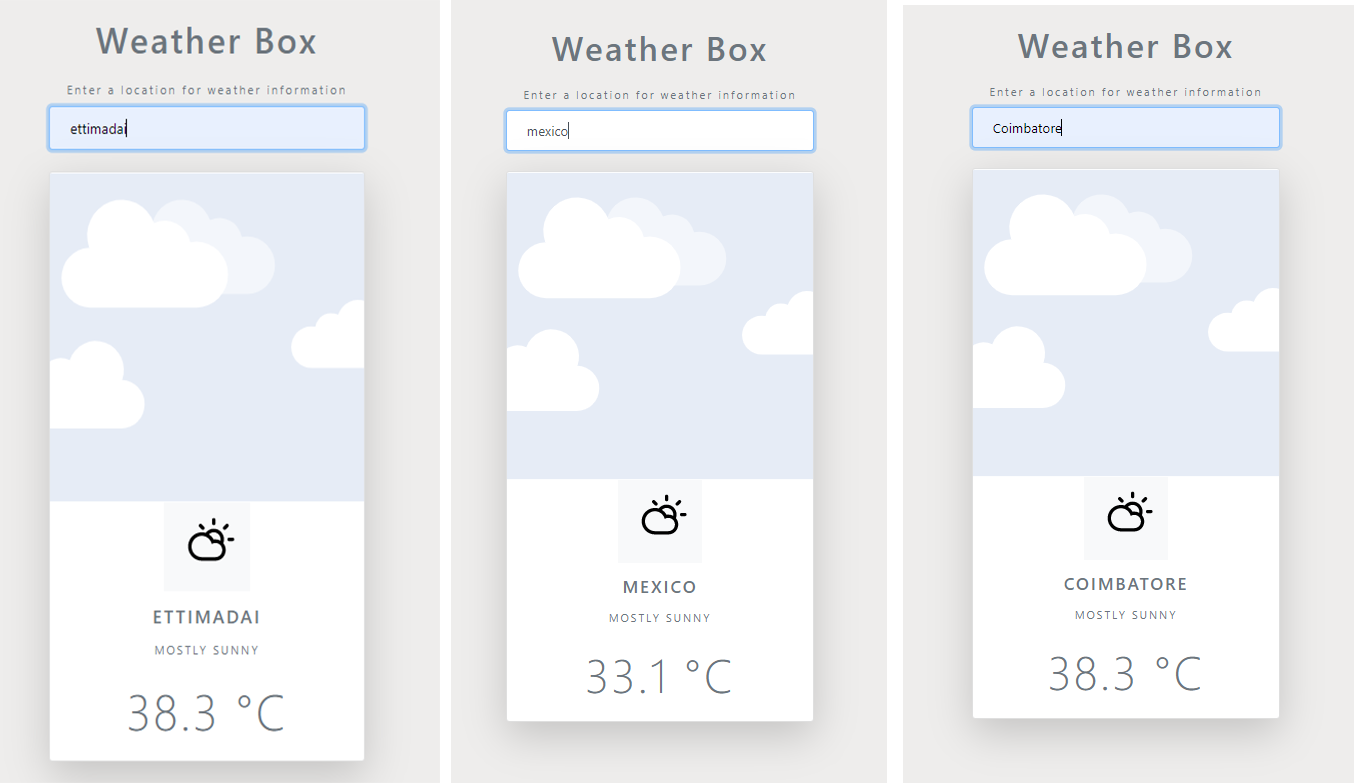 Weather Box
Enter a location for weather information
ettimadai
ETTIMADAI
MOSTLY SUNNY
38.3 °C
Weather Box
Enter a location for weather information
mexico
MEXICO
MOSTLY SUNNY
33.1 °C
Weather Box
Enter a location for weather information
Coimbatore
COIMBATORE
MOSTLY SUNNY
38.3 °C